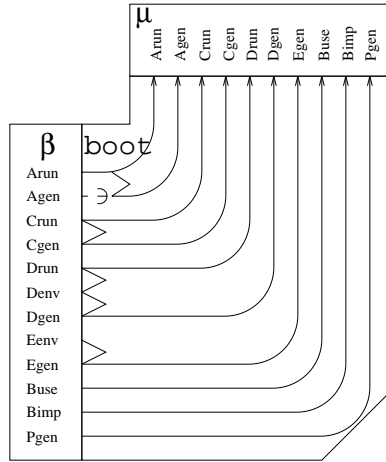 μ
Arun
Agen
Crun
Cgen
Drun
Dgen
Egen
Buse
Bimp
Pgen
β
boot
Arun
Agen
Crun
Cgen
Drun
Denv
Dgen
Eenv
Egen
Buse
Bimp
Pgen